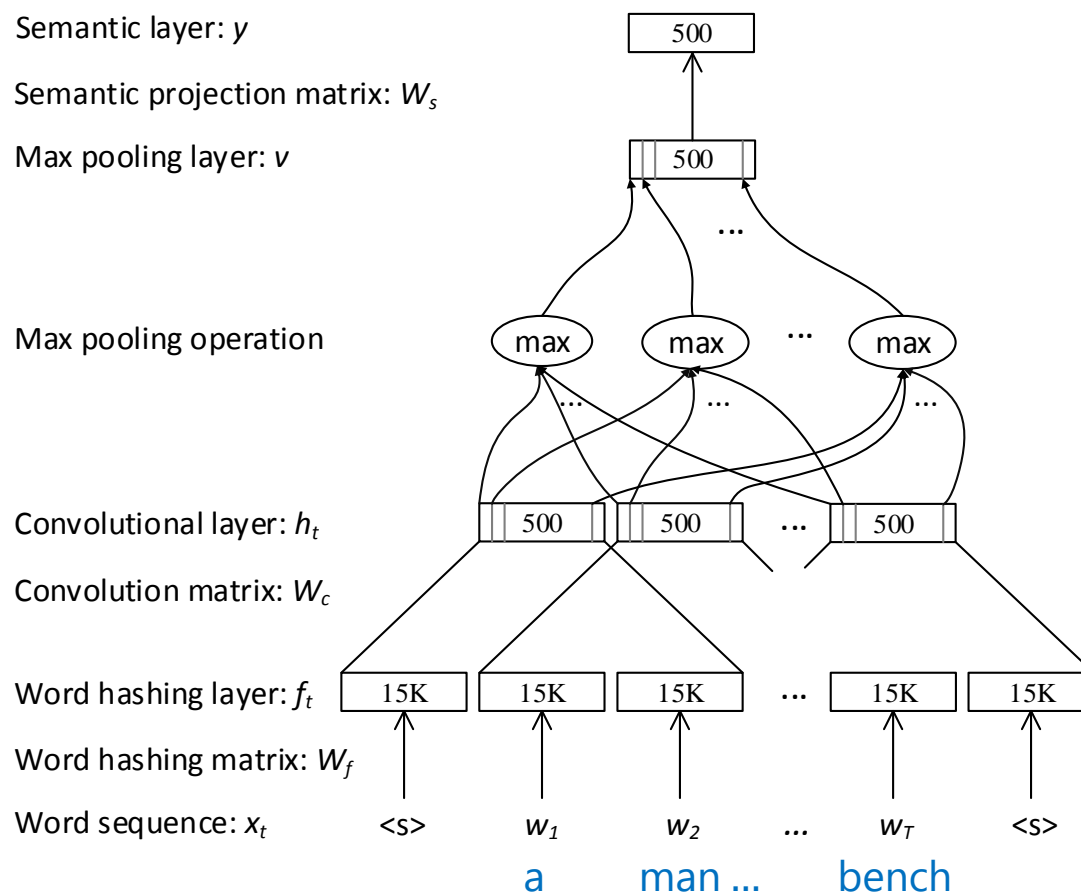 Semantic layer: y 500
Semantic projection matrix: Ws
Max pooling layer: v 500
...
Max pooling operation max max ... max
... ... ...
Convolutional layer: ht 500 500 ... 500
Convolution matrix: Wc
Word hashing layer: ft 15K 15K 15K ... 15K 15K
Word hashing matrix: Wf
Word sequence: xt <s> w1 w2 ... wT <s>
a man ... bench